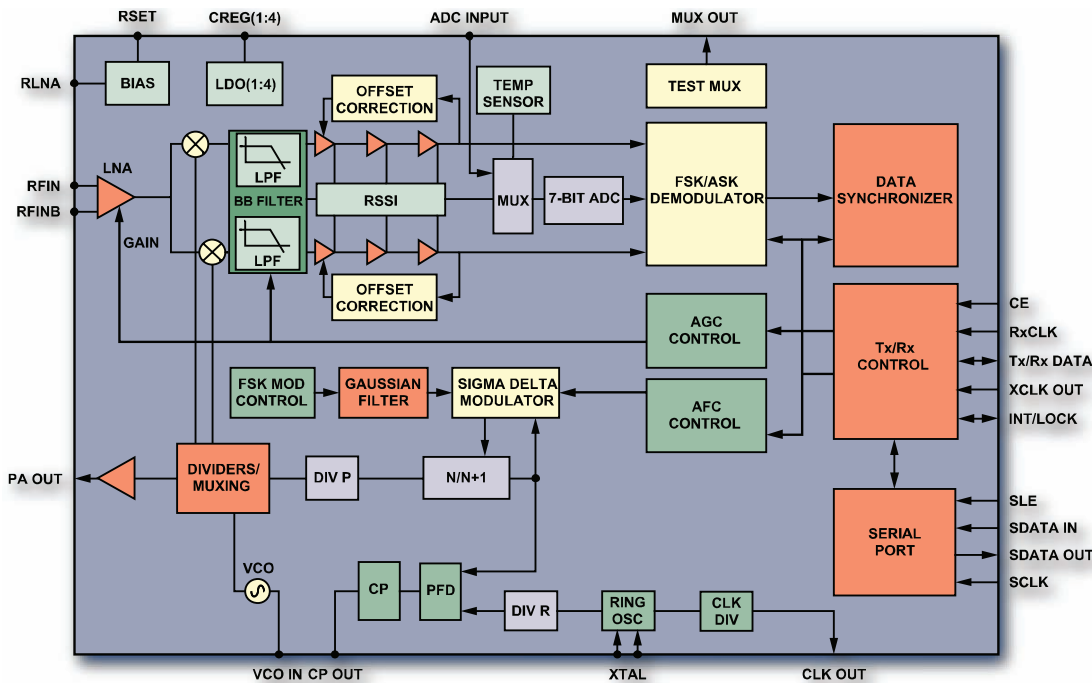 RSET
CREG(1:4)
ADC INPUT
MUX OUT
RLNA
BIAS
LDO(1:4)
OFFSET
CORRECTION
TEMP
SENSOR
TEST MUX
LNA
RFIN
RFINB
GAIN
LPF
BB FILTER
LPF
RSSI
MUX
7-BIT ADC
FSK/ASK
DEMODULATOR
DATA
SYNCHRONIZER
OFFSET
CORRECTION
AGC
CONTROL
Tx/Rx
CONTROL
CE
RxCLK
Tx/Rx DATA
XCLK OUT
INT/LOCK
FSK MOD
CONTROL
GAUSSIAN
FILTER
SIGMA DELTA
MODULATOR
AFC
CONTROL
PA OUT
DIVIDERS/
MUXING
DIV P
N/N+1
SERIAL
PORT
SLE
SDATA IN
SDATA OUT
SCLK
VCO
CP
PFD
DIV R
RING
OSC
CLK
DIV
VCO IN
CP OUT
XTAL
CLK OUT